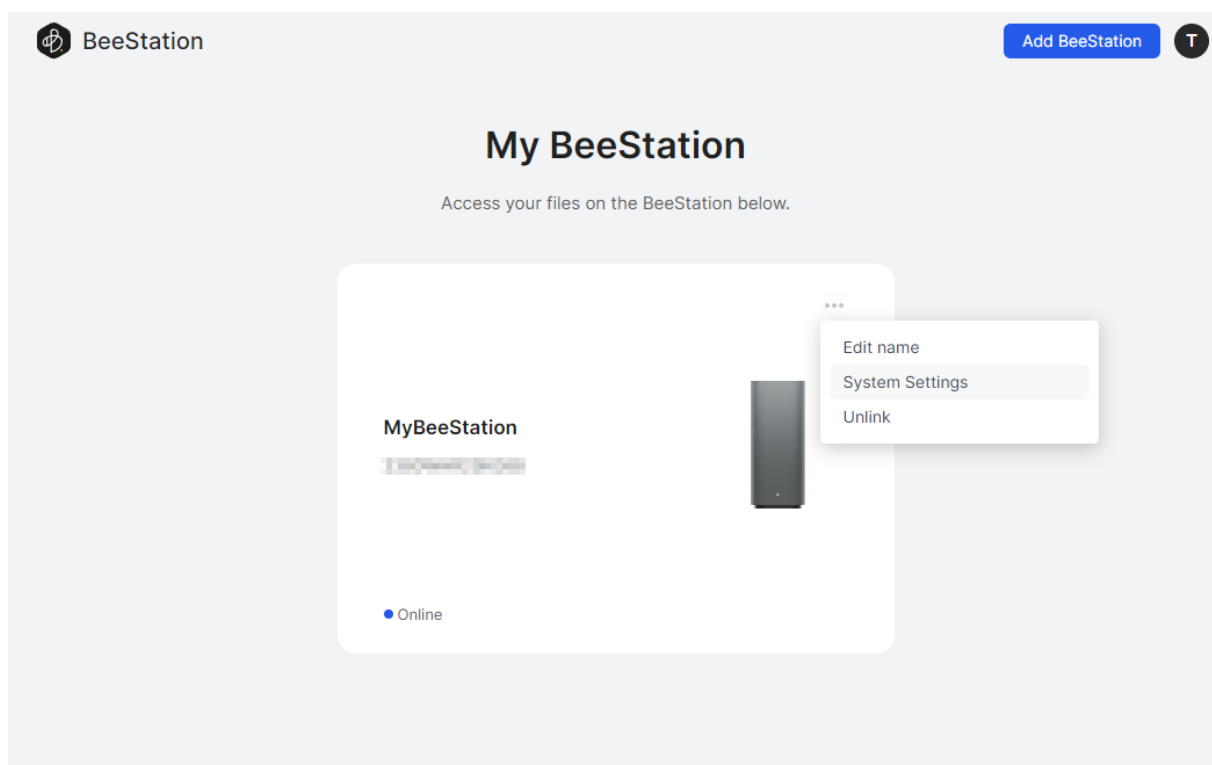 BeeStation
Add BeeStation
T
My BeeStation
Access your files on the BeeStation below.
Edit name
System Settings
Unlink
MyBeeStation
Online